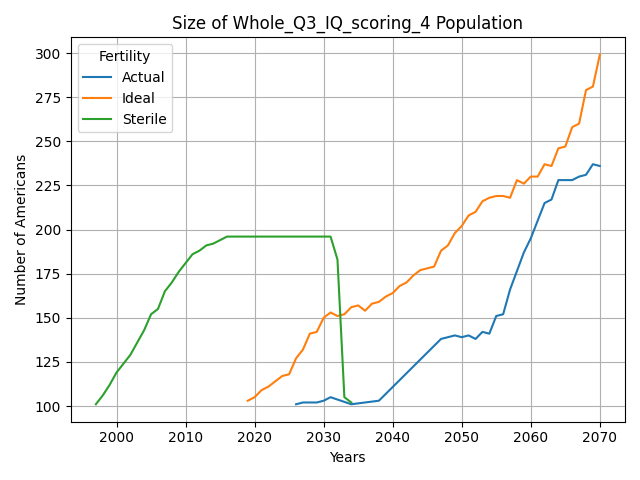 Size of Whole_Q3_IQ_scoring_4 Population
Fertility
Actual
Ideal
Sterile
Number of Americans
300
275
250
225
200
175
150
125
100
2000
2010
2020
2030
2040
2050
2060
2070
Years